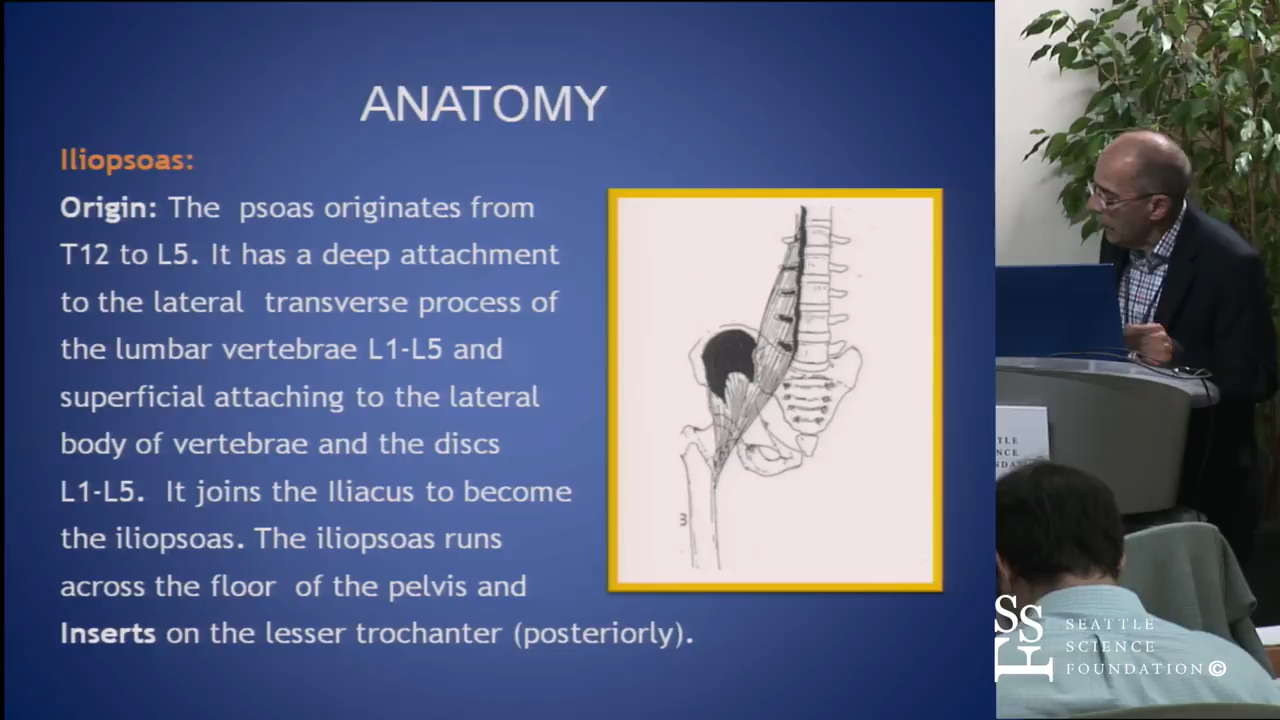 ANATOMY
Iliopsoas:
Origin: The psoas originates from
T12 to L5. It has a deep attachment
to the lateral transverse process of
the lumbar vertebrae L1-L5 and
superficial attaching to the lateral
body of vertebrae and the discs
L1-L5. It joins the Iliacus to become
the iliopsoas. The iliopsoas runs
across the floor of the pelvis and
Inserts on the lesser trochanter (posteriorly).
3
SSF
SEATTLE
SCIENCE
FOUNDATION©